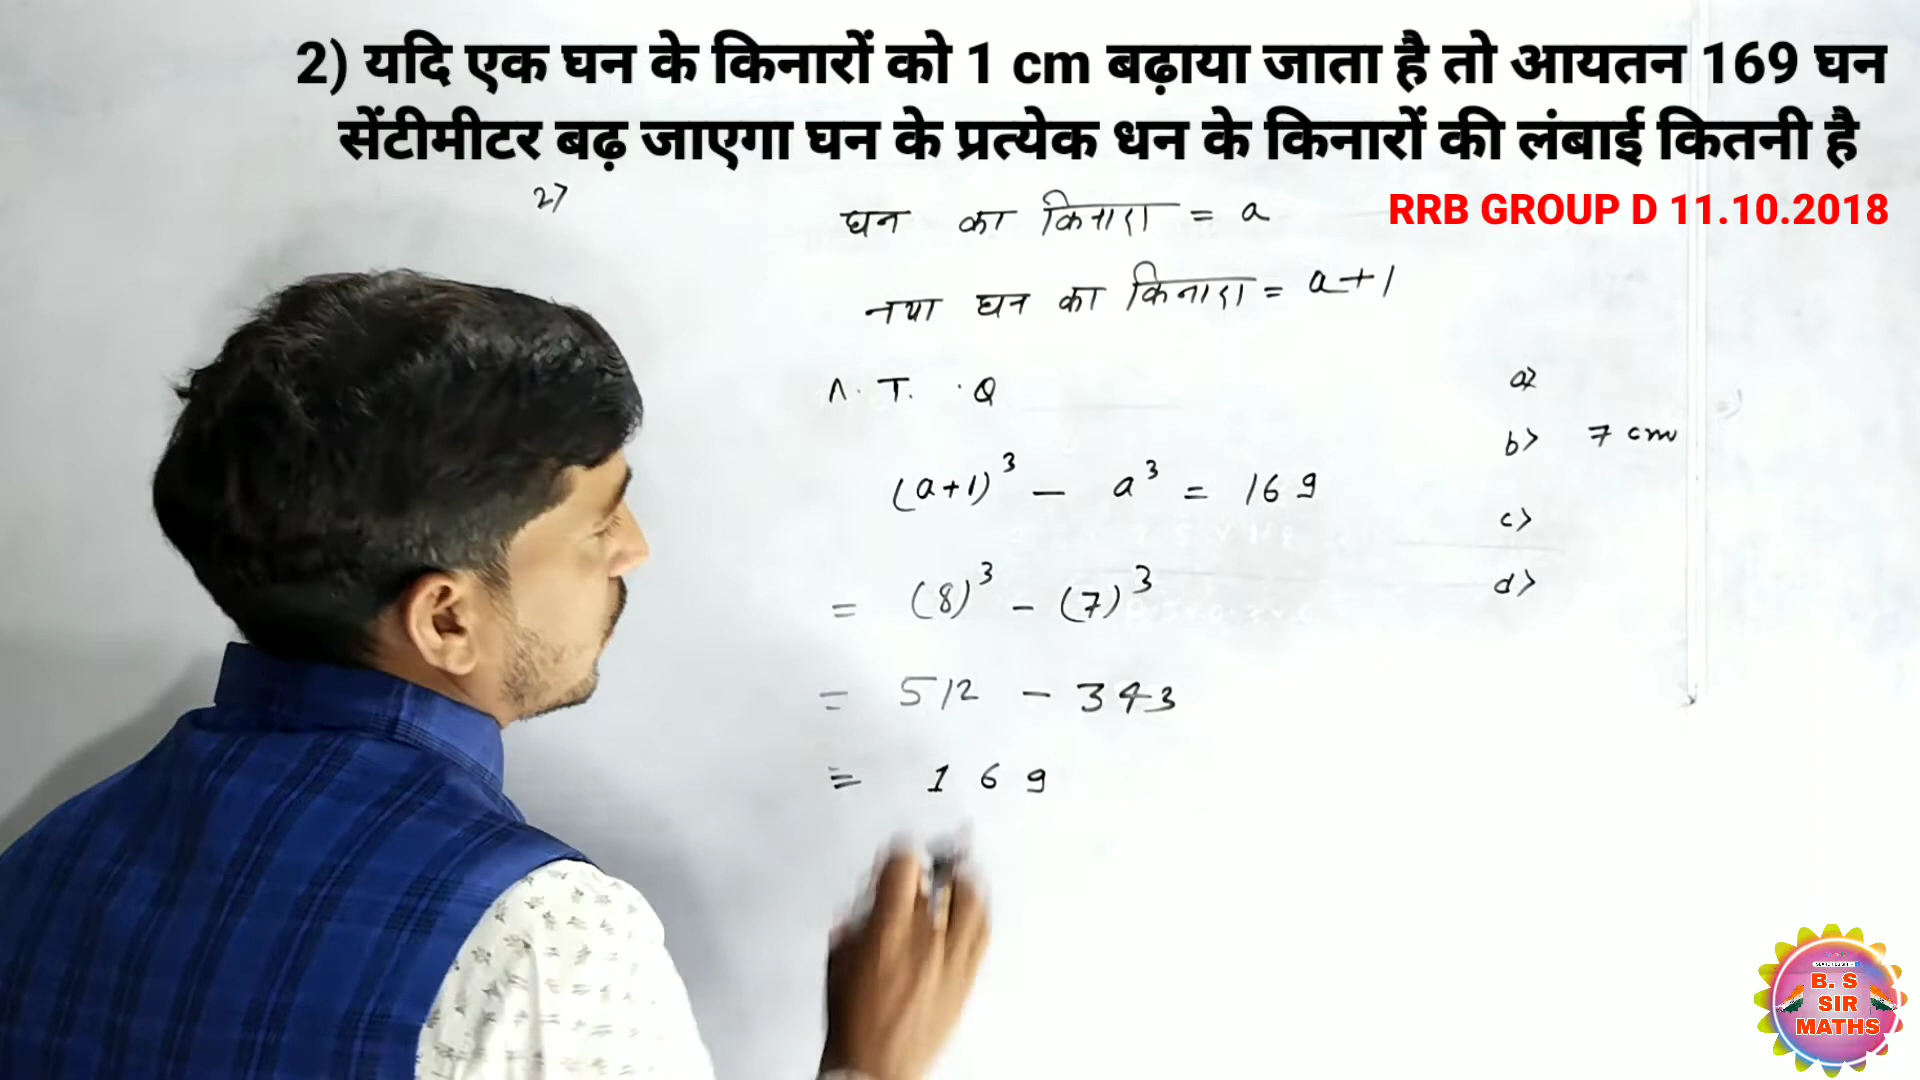 2) यदि एक घन के किनारों को 1 cm बढ़ाया जाता है तो आयतन 169 घन
सेंटीमीटर बढ़ जाएगा घन के प्रत्येक धन के किनारों की लंबाई कितनी है
RRB GROUP D 11.10.2018
2>
घन का किनारा = a
नया घन का किनारा = a+1
A. T. Q
(a+1)³ - a³ = 169
= (8)³ - (7)³
= 512 - 343
= 169
a>
b> 7 cm
c>
d>
B. S
SIR
MATHS